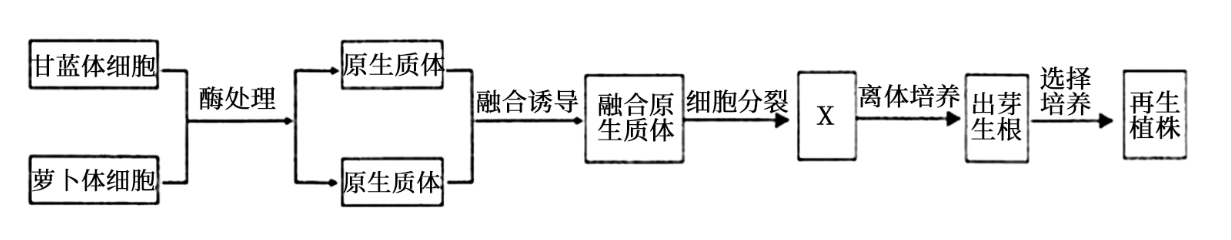 甘蓝体细胞
萝卜体细胞
酶处理
原生质体
原生质体
融合诱导
融合原
生质体
细胞分裂
X
离体培养
出芽
生根
选择
培养
再生
植株